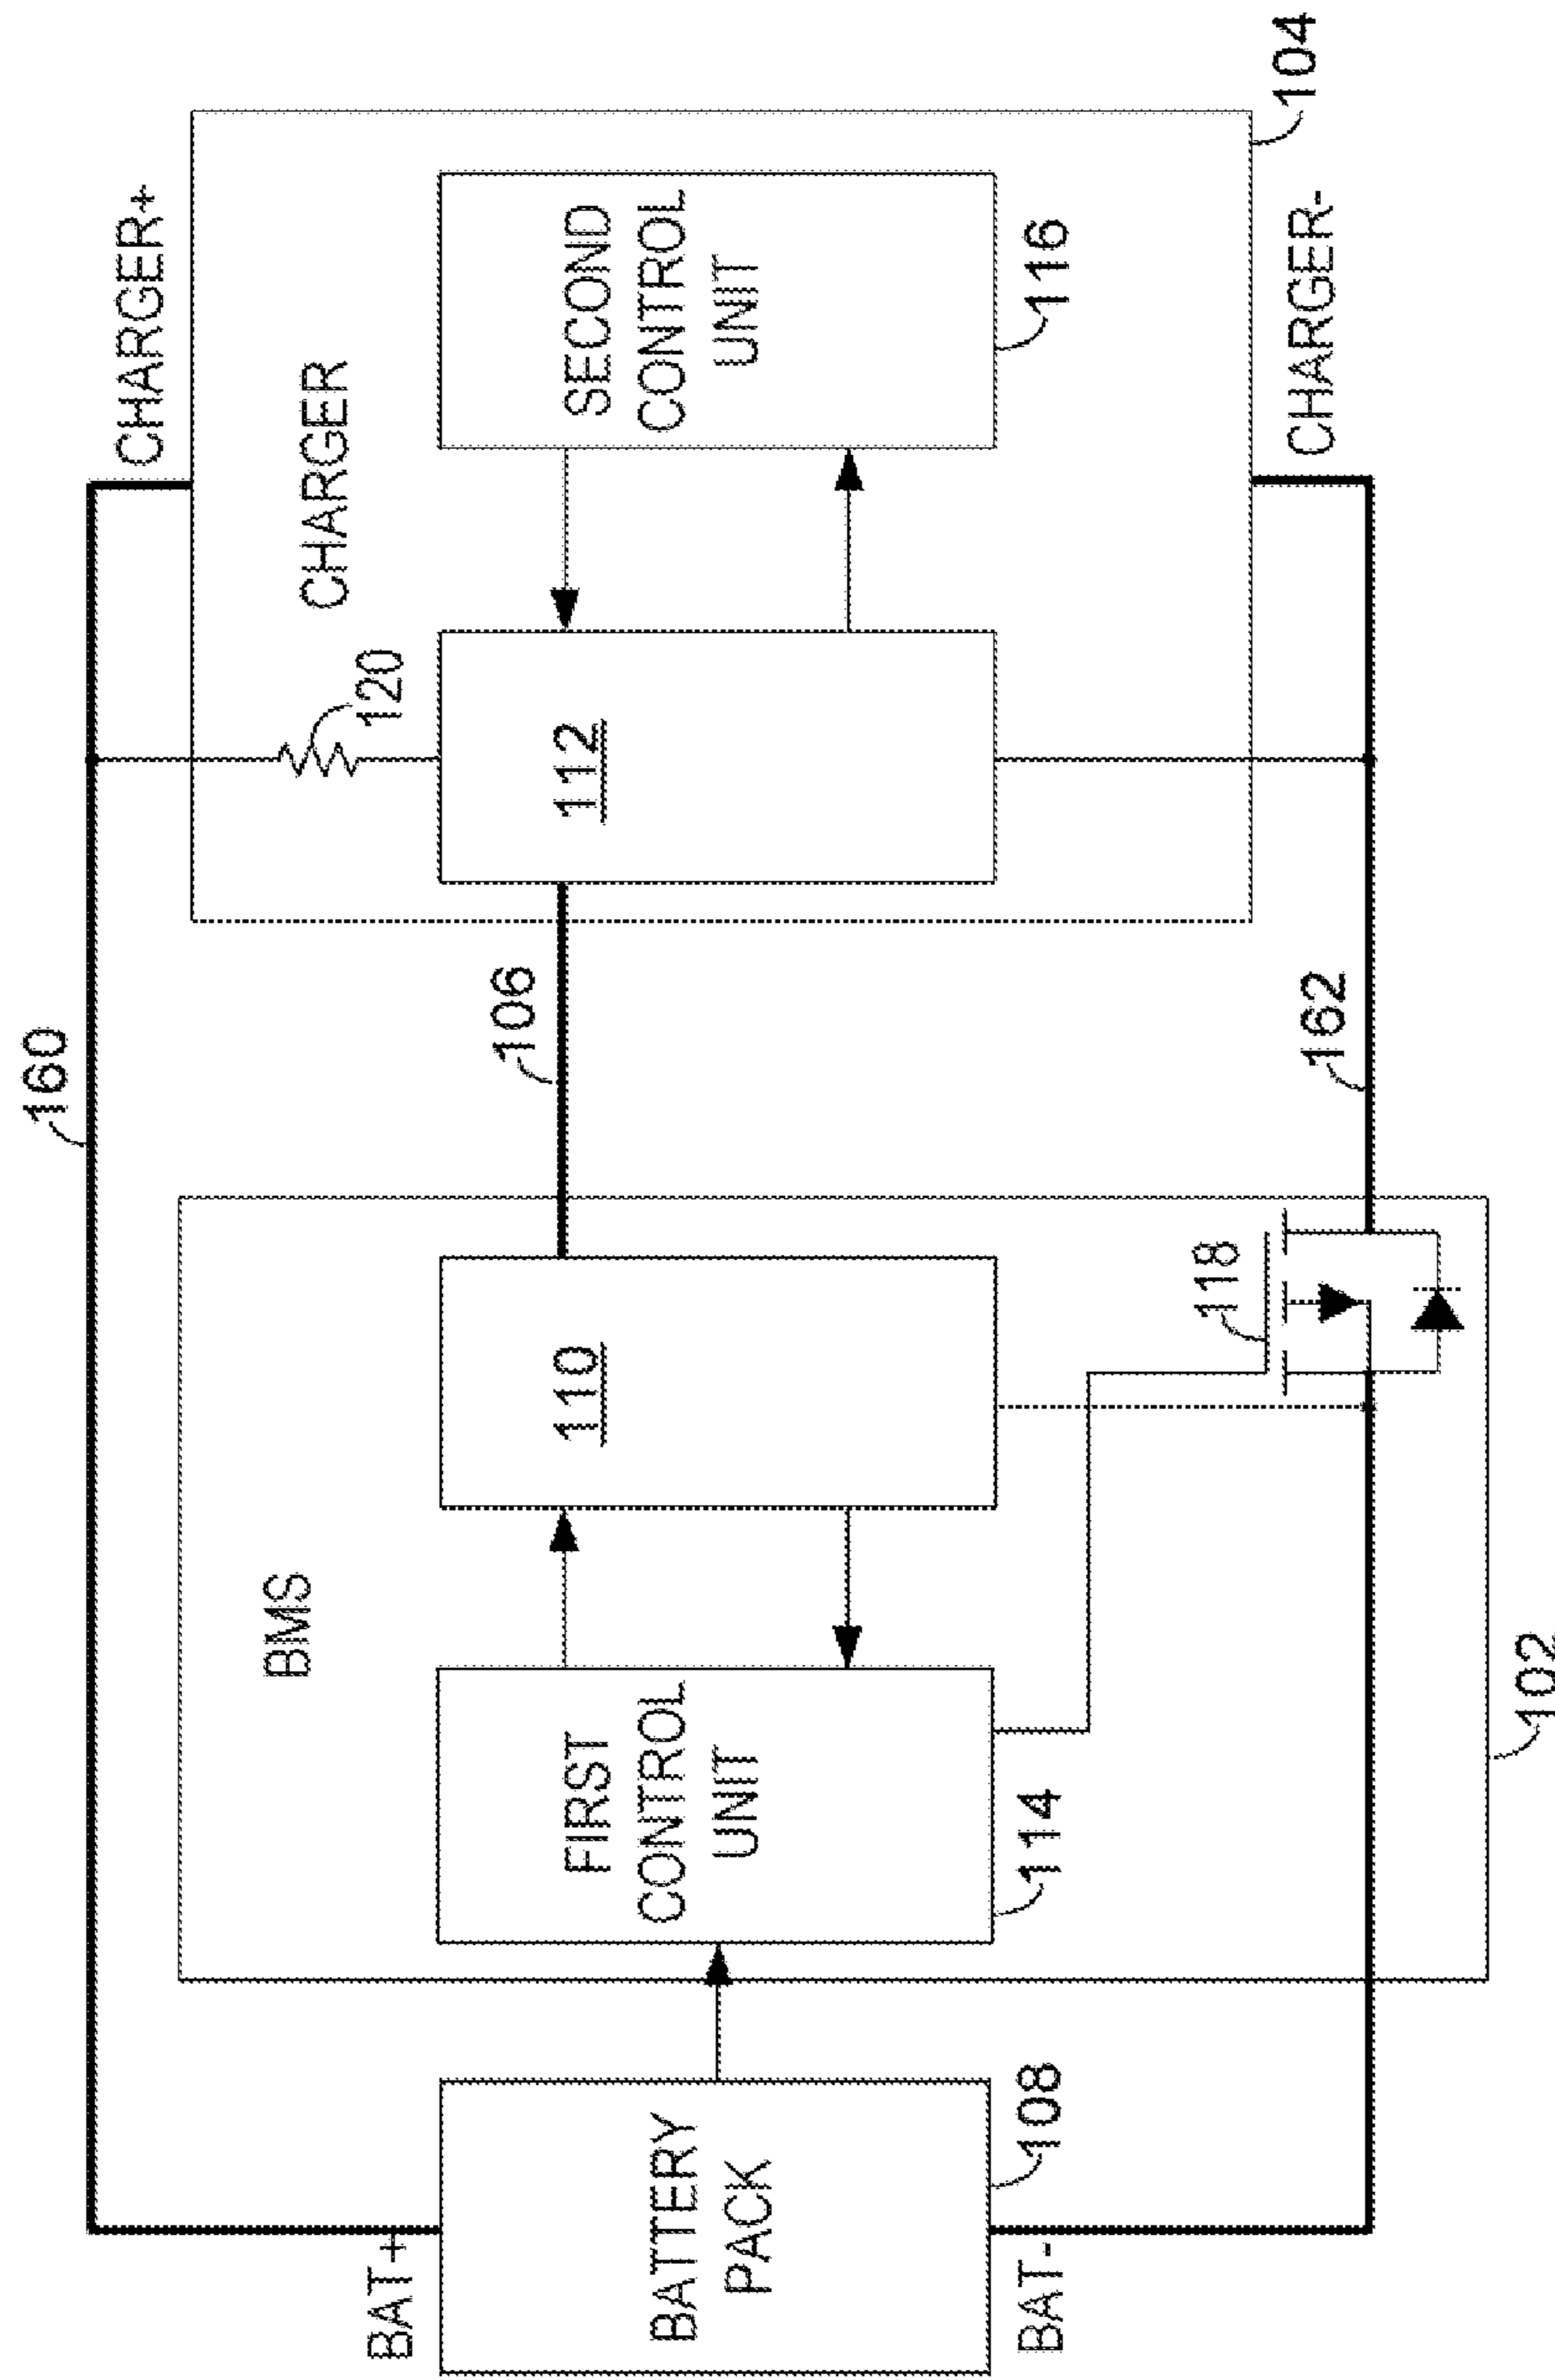 160
CHARGER+
BAT+
BMS
106
CHARGER
120
104
BATTERY
PACK
108
FIRST
CONTROL
UNIT
114
110
112
SECOND
CONTROL
UNIT
116
118
162
BAT-
CHARGER-
102